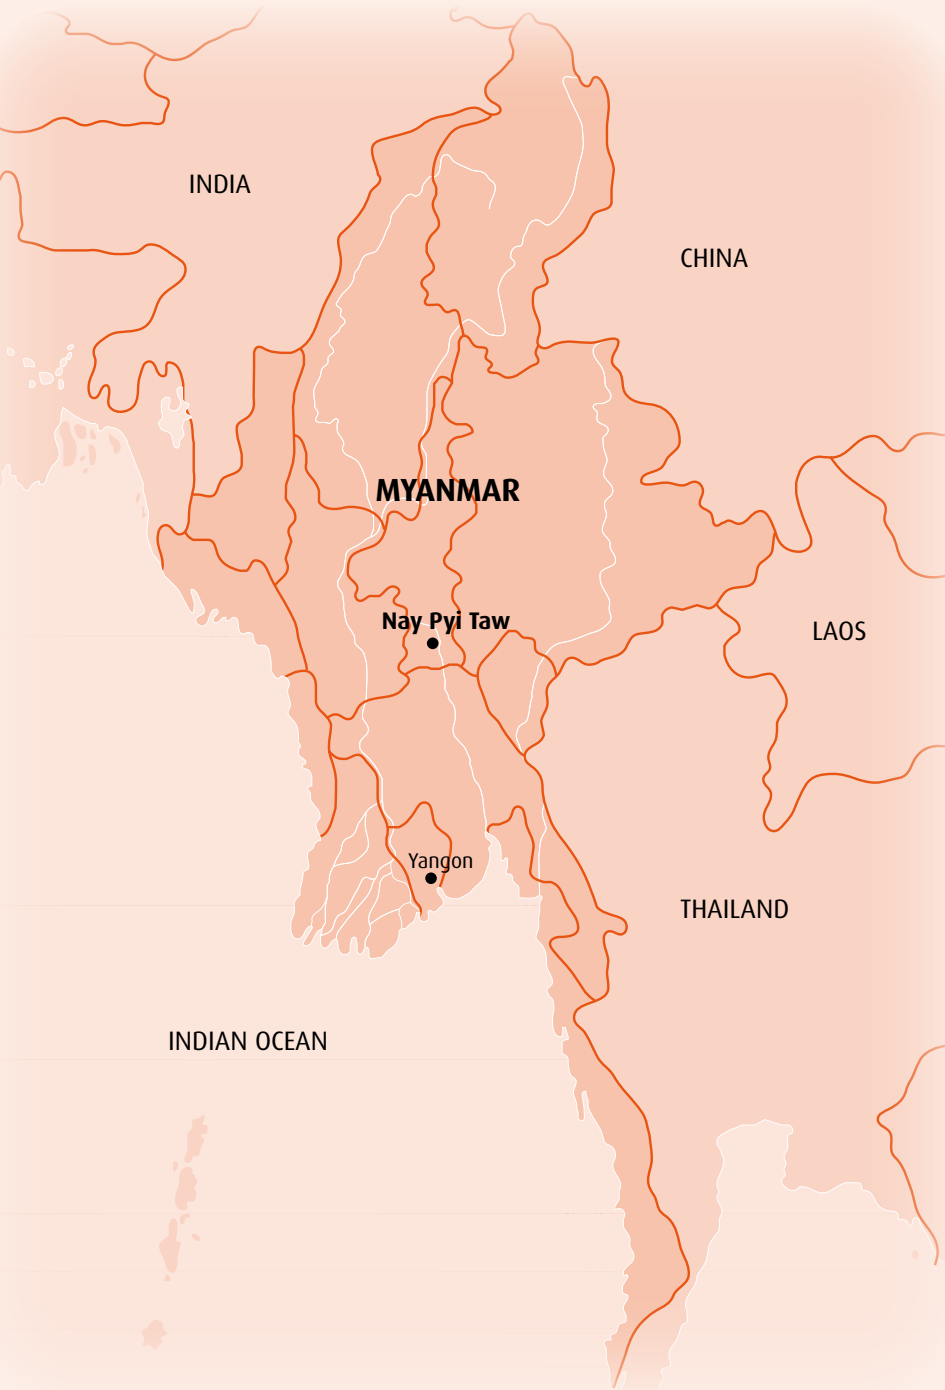 INDIA
CHINA
MYANMAR
Nay Pyi Taw
LAOS
Yangon
THAILAND
INDIAN OCEAN